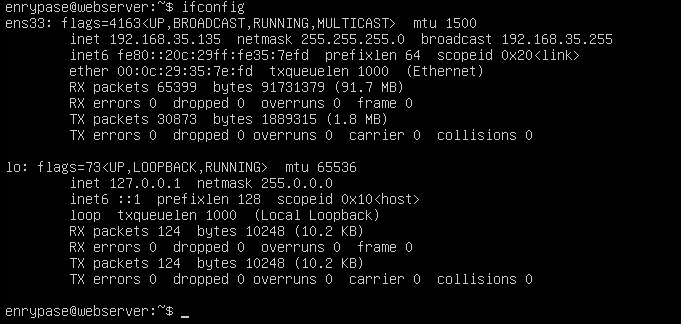 enrypase@webserver:~$ ifconfig
ens33: flags=4163<UP,BROADCAST,RUNNING,MULTICAST>  mtu 1500
        inet 192.168.35.135  netmask 255.255.255.0  broadcast 192.168.35.255
        inet6 fe80::20c:29ff:fe35:7efd  prefixlen 64  scopeid 0x20<link>
        ether 00:0c:29:35:7e:fd  txqueuelen 1000  (Ethernet)
        RX packets 65399  bytes 91731379 (91.7 MB)
        RX errors 0  dropped 0  overruns 0  frame 0
        TX packets 30873  bytes 1889315 (1.8 MB)
        TX errors 0  dropped 0 overruns 0  carrier 0  collisions 0

lo: flags=73<UP,LOOPBACK,RUNNING>  mtu 65536
        inet 127.0.0.1  netmask 255.0.0.0
        inet6 ::1  prefixlen 128  scopeid 0x10<host>
        loop  txqueuelen 1000  (Local Loopback)
        RX packets 124  bytes 10248 (10.2 KB)
        RX errors 0  dropped 0  overruns 0  frame 0
        TX packets 124  bytes 10248 (10.2 KB)
        TX errors 0  dropped 0 overruns 0  carrier 0  collisions 0

enrypase@webserver:~$ _